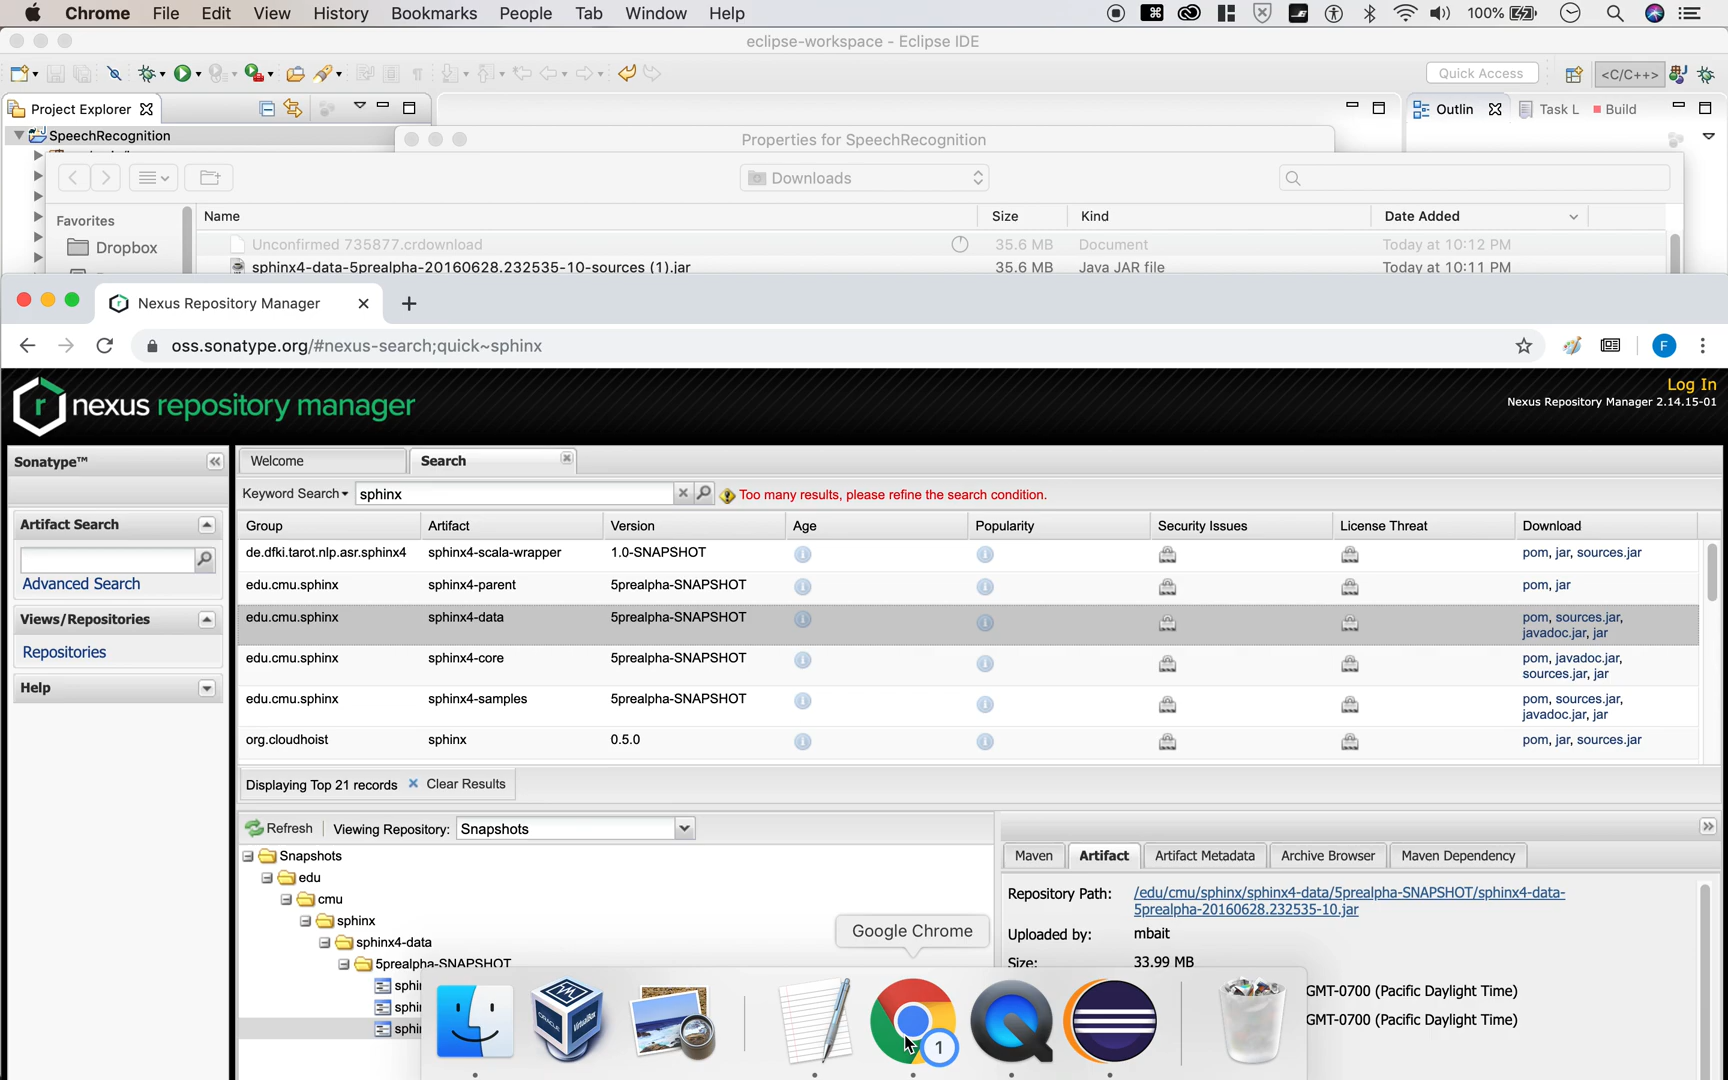 Chrome File Edit View History Bookmarks People Tab Window Help 100%
eclipse-workspace - Eclipse IDE
Quick Access <C/C++>
Project Explorer Outlin Task L Build
SpeechRecognition Properties for SpeechRecognition
Downloads
Favorites Name Size Kind Date Added
Dropbox Unconfirmed 735877.crdownload 35.6 MB Document Today at 10:12 PM
sphinx4-data-5prealpha-20160628.232535-10-sources (1).jar 35.6 MB Java JAR file Today at 10:11 PM
Nexus Repository Manager
oss.sonatype.org/#nexus-search;quick~sphinx F
Log In
nexus repository manager Nexus Repository Manager 2.14.15-01
Sonatype™ Welcome Search
Keyword Search sphinx Too many results, please refine the search condition.
Artifact Search Group Artifact Version Age Popularity Security Issues License Threat Download
de.dfki.tarot.nlp.asr.sphinx4 sphinx4-scala-wrapper 1.0-SNAPSHOT pom, jar, sources.jar
Advanced Search edu.cmu.sphinx sphinx4-parent 5prealpha-SNAPSHOT pom, jar
Views/Repositories edu.cmu.sphinx sphinx4-data 5prealpha-SNAPSHOT pom, sources.jar,
javadoc.jar, jar
Repositories edu.cmu.sphinx sphinx4-core 5prealpha-SNAPSHOT pom, javadoc.jar,
sources.jar, jar
Help edu.cmu.sphinx sphinx4-samples 5prealpha-SNAPSHOT pom, sources.jar,
javadoc.jar, jar
org.cloudhoist sphinx 0.5.0 pom, jar, sources.jar
Displaying Top 21 records Clear Results
Refresh Viewing Repository: Snapshots
Snapshots Maven Artifact Artifact Metadata Archive Browser Maven Dependency
edu Repository Path: /edu/cmu/sphinx/sphinx4-data/5prealpha-SNAPSHOT/sphinx4-data-
cmu 5prealpha-20160628.232535-10.jar
sphinx Google Chrome Uploaded by: mbait
sphinx4-data
5prealpha-SNAPSHOT Size: 33.99 MB
sphi GMT-0700 (Pacific Daylight Time)
sphi GMT-0700 (Pacific Daylight Time)
sphi
1